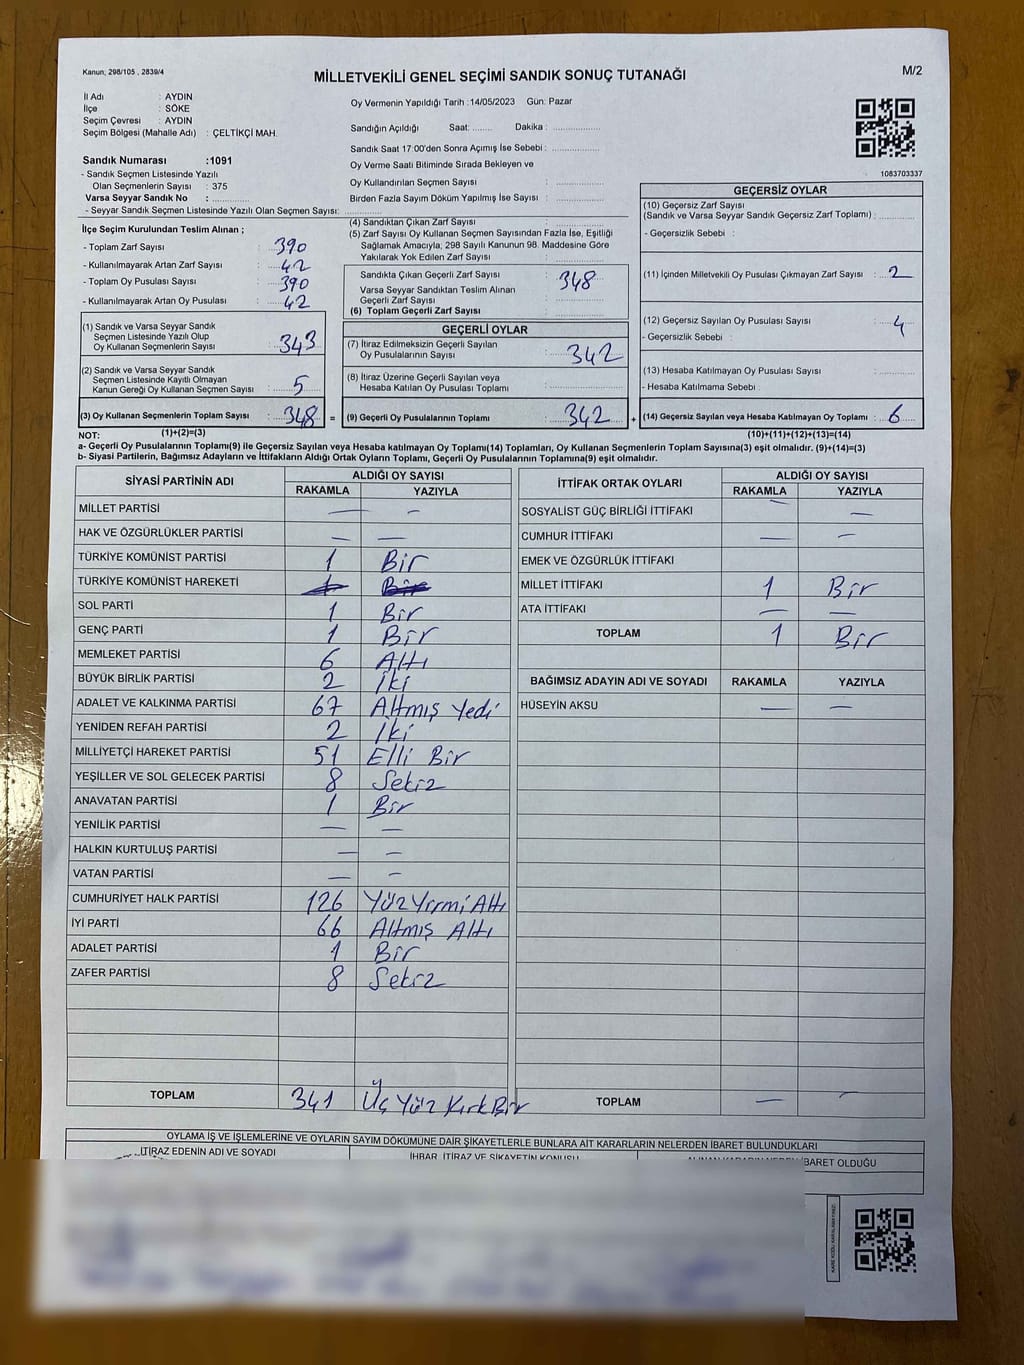 Kanun; 298/105 , 2839/4
MİLLETVEKİLİ GENEL SEÇİMİ SANDIK SONUÇ TUTANAĞI
M/2
İl Adı : AYDIN
İlçe : SÖKE
Seçim Çevresi : AYDIN
Seçim Bölgesi (Mahalle Adı) : ÇELTİKÇİ MAH.
Sandık Numarası :1091
- Sandık Seçmen Listesinde Yazılı
Olan Seçmenlerin Sayısı : 375
Varsa Seyyar Sandık No : ............
- Seyyar Sandık Seçmen Listesinde Yazılı Olan Seçmen Sayısı: ............
Oy Vermenin Yapıldığı Tarih :14/05/2023 Gün: Pazar
Sandığın Açıldığı Saat: ........ Dakika : ..................
Sandık Saat 17:00'den Sonra Açımış İse Sebebi : ..................
Oy Verme Saati Bitiminde Sırada Bekleyen ve
Oy Kullandırılan Seçmen Sayısı : ..................
Birden Fazla Sayım Döküm Yapılmış İse Sayısı : ..................
1083703337
İlçe Seçim Kurulundan Teslim Alınan ;
- Toplam Zarf Sayısı : 390
- Kullanılmayarak Artan Zarf Sayısı : 42
- Toplam Oy Pusulası Sayısı : 390
- Kullanılmayarak Artan Oy Pusulası : 42
(4) Sandıktan Çıkan Zarf Sayısı :
(5) Zarf Sayısı Oy Kullanan Seçmen Sayısından Fazla İse, Eşitliği
Sağlamak Amacıyla; 298 Sayılı Kanunun 98. Maddesine Göre
Yakılarak Yok Edilen Zarf Sayısı :
Sandıkta Çıkan Geçerli Zarf Sayısı : 348
Varsa Seyyar Sandıktan Teslim Alınan
Geçerli Zarf Sayısı :
(6) Toplam Geçerli Zarf Sayısı :
GEÇERSİZ OYLAR
(10) Geçersiz Zarf Sayısı
(Sandık ve Varsa Seyyar Sandık Geçersiz Zarf Toplamı) :
- Geçersizlik Sebebi :
(11) İçinden Milletvekili Oy Pusulası Çıkmayan Zarf Sayısı : 2
(12) Geçersiz Sayılan Oy Pusulası Sayısı : 4
- Geçersizlik Sebebi :
(13) Hesaba Katılmayan Oy Pusulası Sayısı :
- Hesaba Katılmama Sebebi :
(14) Geçersiz Sayılan veya Hesaba Katılmayan Oy Toplamı : 6
(10)+(11)+(12)+(13)=(14)
(1) Sandık ve Varsa Seyyar Sandık
Seçmen Listesinde Yazılı Olup
Oy Kullanan Seçmenlerin Sayısı : 343
(2) Sandık ve Varsa Seyyar Sandık
Seçmen Listesinde Kayıtlı Olmayan
Kanun Gereği Oy Kullanan Seçmen Sayısı : 5
(3) Oy Kullanan Seçmenlerin Toplam Sayısı : 348 =
(1)+(2)=(3)
GEÇERLİ OYLAR
(7) İtiraz Edilmeksizin Geçerli Sayılan
Oy Pusulalarının Sayısı : 342
(8) İtiraz Üzerine Geçerli Sayılan veya
Hesaba Katılan Oy Pusulası Toplamı :
(9) Geçerli Oy Pusulalarının Toplamı : 342 +
NOT:
a- Geçerli Oy Pusulalarının Toplamı(9) ile Geçersiz Sayılan veya Hesaba katılmayan Oy Toplamı(14) Toplamları, Oy Kullanan Seçmenlerin Toplam Sayısına(3) eşit olmalıdır. (9)+(14)=(3)
b- Siyasi Partilerin, Bağımsız Adayların ve İttifakların Aldığı Ortak Oyların Toplamı, Geçerli Oy Pusulalarının Toplamına(9) eşit olmalıdır.
SİYASİ PARTİNİN ADI ALDIĞI OY SAYISI
RAKAMLA YAZIYLA
MİLLET PARTİSİ — —
HAK VE ÖZGÜRLÜKLER PARTİSİ — —
TÜRKİYE KOMÜNİST PARTİSİ 1 Bir
TÜRKİYE KOMÜNİST HAREKETİ 1 Bir
SOL PARTİ 1 Bir
GENÇ PARTİ 1 Bir
MEMLEKET PARTİSİ 6 Altı
BÜYÜK BİRLİK PARTİSİ 2 İki
ADALET VE KALKINMA PARTİSİ 67 Altmış Yedi
YENİDEN REFAH PARTİSİ 2 İki
MİLLİYETÇİ HAREKET PARTİSİ 51 Elli Bir
YEŞİLLER VE SOL GELECEK PARTİSİ 8 Sekiz
ANAVATAN PARTİSİ 1 Bir
YENİLİK PARTİSİ — —
HALKIN KURTULUŞ PARTİSİ — —
VATAN PARTİSİ — —
CUMHURİYET HALK PARTİSİ 126 Yüz Yirmi Altı
İYİ PARTİ 66 Altmış Altı
ADALET PARTİSİ 1 Bir
ZAFER PARTİSİ 8 Sekiz
TOPLAM 341 Üç Yüz Kırk Bir
İTTİFAK ORTAK OYLARI ALDIĞI OY SAYISI
RAKAMLA YAZIYLA
SOSYALİST GÜÇ BİRLİĞİ İTTİFAKI — —
CUMHUR İTTİFAKI — —
EMEK VE ÖZGÜRLÜK İTTİFAKI
MİLLET İTTİFAKI 1 Bir
ATA İTTİFAKI — —
TOPLAM 1 Bir
BAĞIMSIZ ADAYIN ADI VE SOYADI RAKAMLA YAZIYLA
HÜSEYİN AKSU — —
TOPLAM — —
OYLAMA İŞ VE İŞLEMLERİNE VE OYLARIN SAYIM DÖKÜMÜNE DAİR ŞİKAYETLERLE BUNLARA AİT KARARLARIN NELERDEN İBARET BULUNDUKLARI
İTİRAZ EDENİN ADI VE SOYADI İHBAR, İTİRAZ VE ŞİKAYETİN KONUSU ALINAN KARARIN NEDEN İBARET OLDUĞU